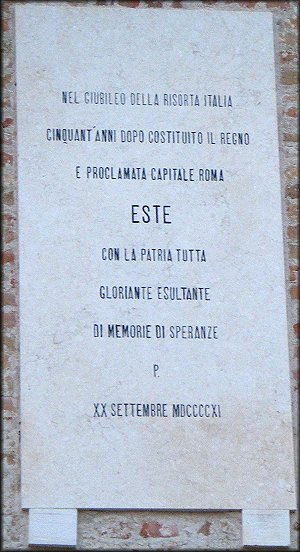 NEL GIUBILEO DELLA RISORTA ITALIA
CINQUANT'ANNI DOPO COSTITUITO IL REGNO
E PROCLAMATA CAPITALE ROMA
ESTE
CON LA PATRIA TUTTA
GLORIANTE ESULTANTE
DI MEMORIE DI SPERANZE
P.
XX SETTEMBRE MDCCCCXI